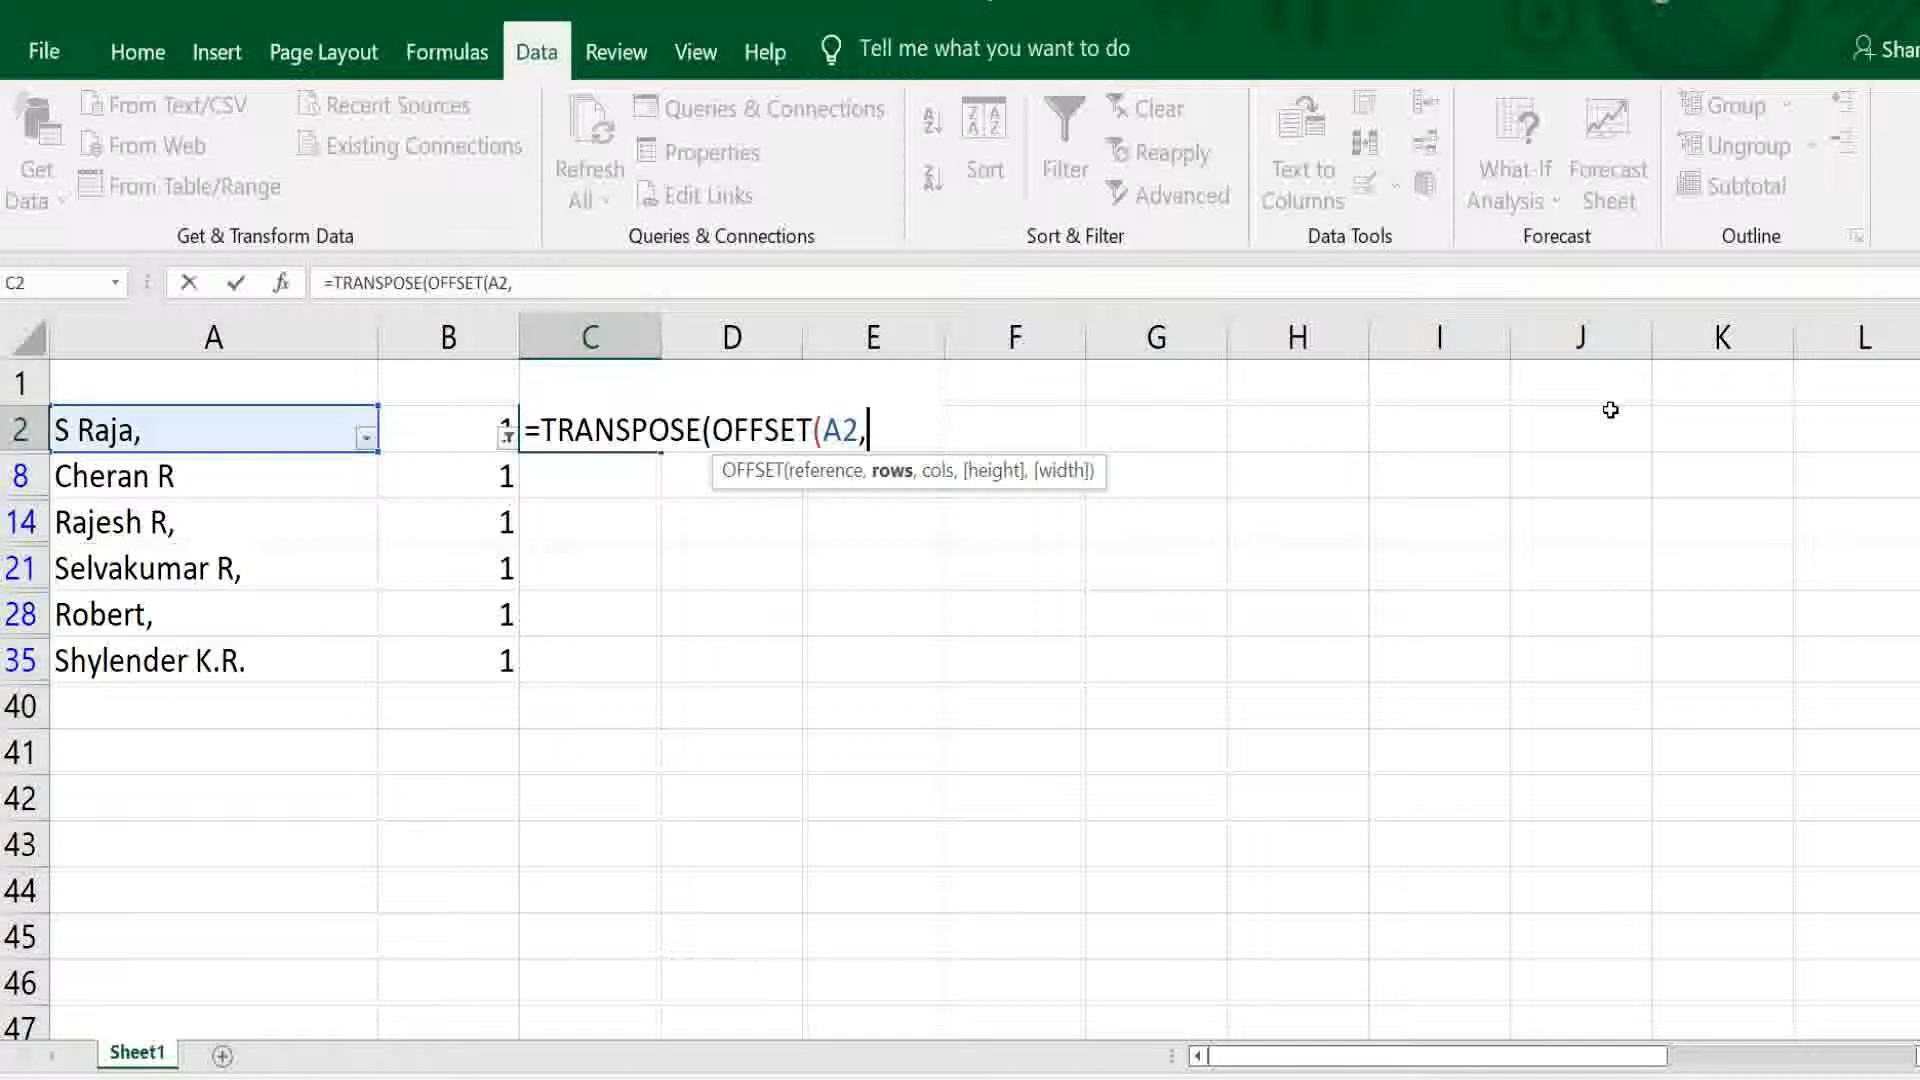 File Home Insert Page Layout Formulas Data Review View Help Tell me what you want to do
Get Data
From Text/CSV
From Web
From Table/Range
Recent Sources
Existing Connections
Get & Transform Data
Refresh All
Queries & Connections
Properties
Edit Links
Queries & Connections
Sort
Filter
Clear
Reapply
Advanced
Sort & Filter
Text to Columns
Data Tools
What-If Analysis
Forecast Sheet
Forecast
Group
Ungroup
Subtotal
Outline
C2 fx =TRANSPOSE(OFFSET(A2,
A B C D E F G H I J K L
1
2 S Raja, 1 =TRANSPOSE(OFFSET(A2,
OFFSET(reference, rows, cols, [height], [width])
8 Cheran R 1
14 Rajesh R, 1
21 Selvakumar R, 1
28 Robert, 1
35 Shylender K.R. 1
40
41
42
43
44
45
46
47
Sheet1